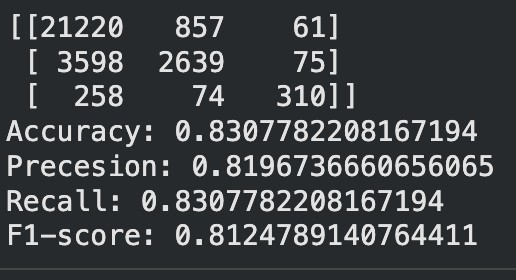 [[21220 857 61]
[ 3598 2639 75]
[ 258 74 310]]
Accuracy: 0.8307782208167194
Precesion: 0.8196736660656065
Recall: 0.8307782208167194
F1-score: 0.8124789140764411